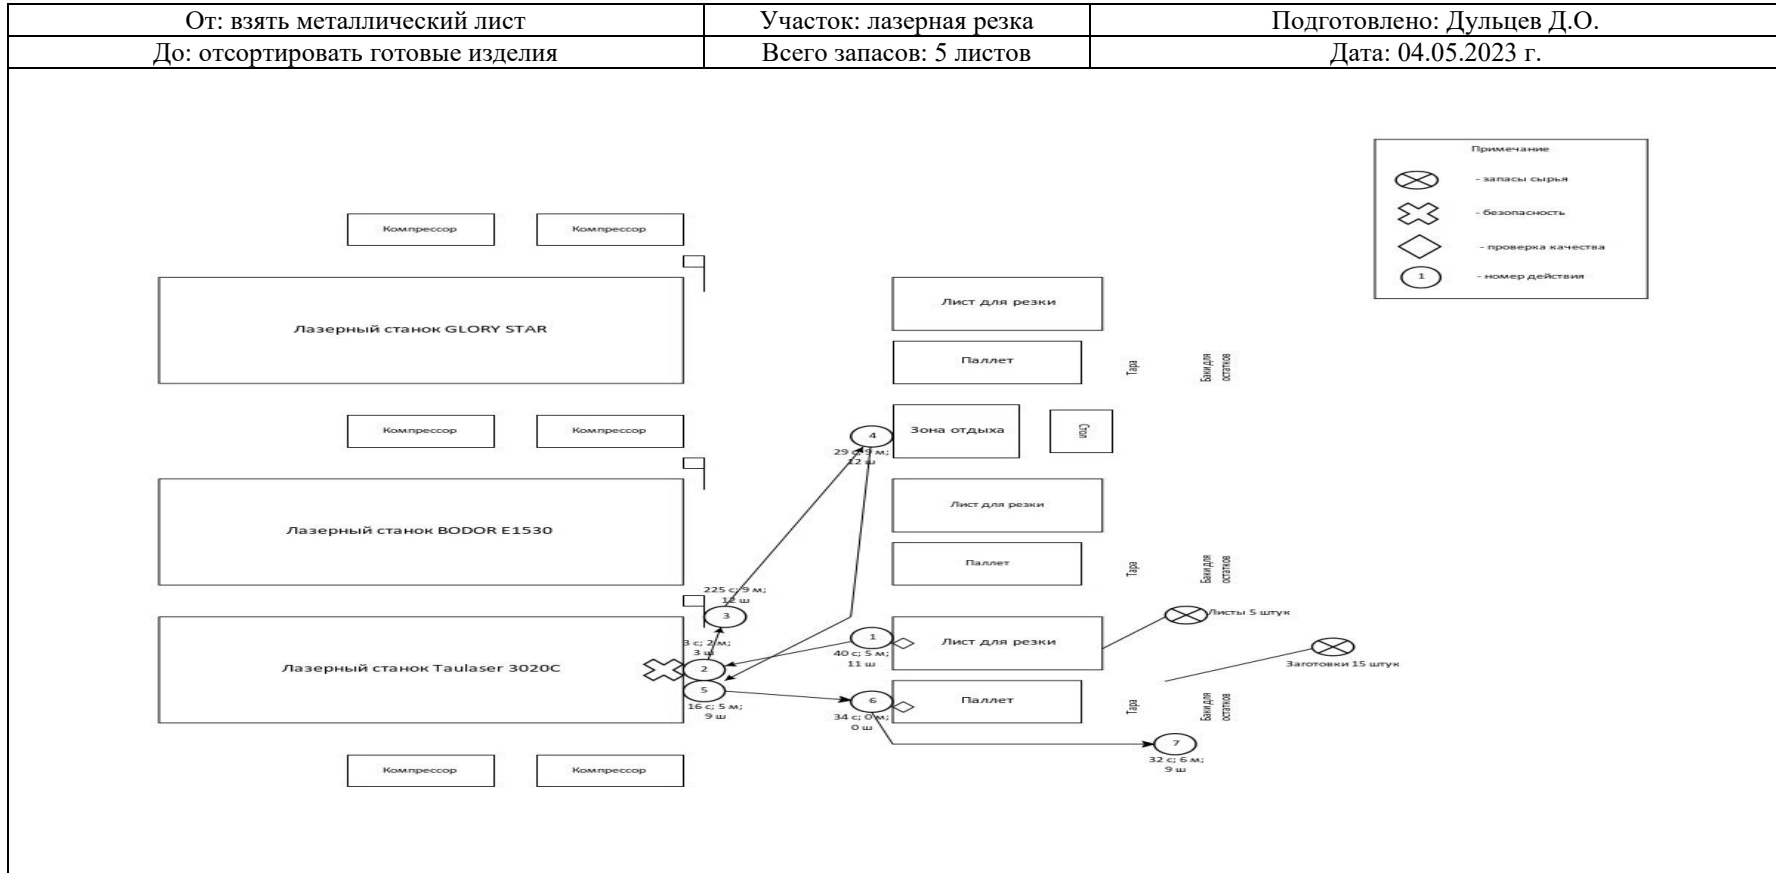 От: взять металлический лист
Участок: лазерная резка
Подготовлено: Дульцев Д.О.
До: отсортировать готовые изделия
Всего запасов: 5 листов
Дата: 04.05.2023 г.
Примечание
- запасы сырья
- безопасность
- проверка качества
1
- номер действия
Компрессор
Компрессор
Лазерный станок GLORY STAR
Лист для резки
Паллет
Тара
Баки для
остатков
Компрессор
Компрессор
4
29 с; 9 м;
12 ш
Зона отдыха
Стол
Лазерный станок BODOR E1530
Лист для резки
Паллет
Тара
Баки для
остатков
225 с; 9 м;
12 ш
3
Листы 5 штук
Лазерный станок Taulaser 3020C
3 с; 2 м;
3 ш
2
1
40 с; 5 м;
11 ш
Лист для резки
Заготовки 15 штук
5
16 с; 5 м;
9 ш
6
34 с; 0 м;
0 ш
Паллет
Тара
Баки для
остатков
7
32 с; 6 м;
9 ш
Компрессор
Компрессор